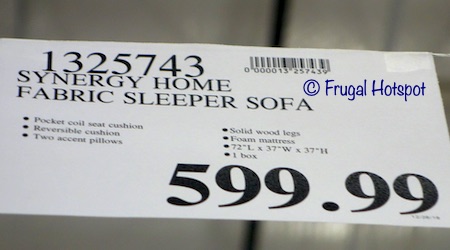 1325743
0000013257439
SYNERGY HOME
FABRIC SLEEPER SOFA
© Frugal Hotspot
• Pocket coil seat cushion
• Reversible cushion
• Two accent pillows
• Solid wood legs
• Foam mattress
• 72"L x 37"W x 37"H
• 1 box
599.99